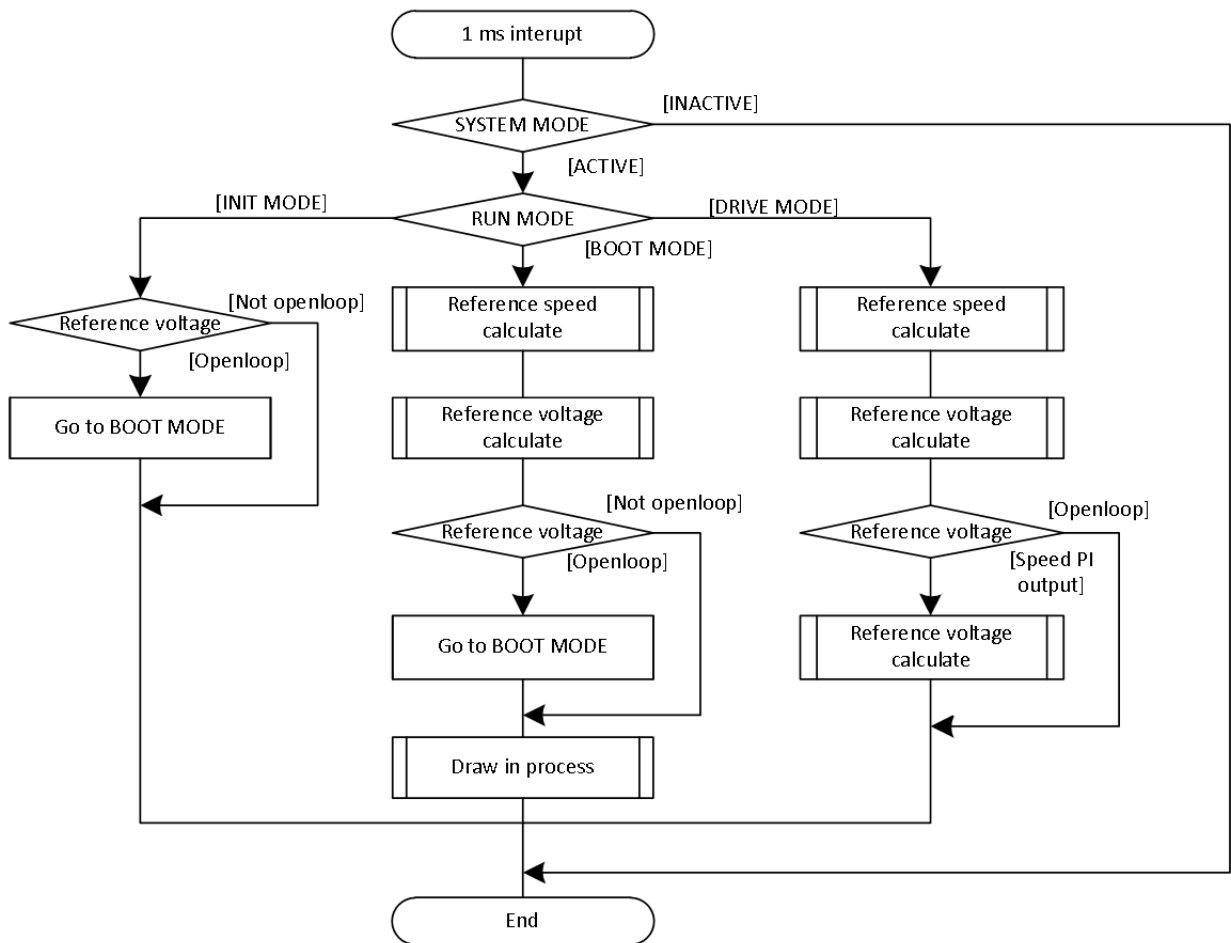 1 ms interupt
[INACTIVE]
SYSTEM MODE
[ACTIVE]
[INIT MODE]
RUN MODE
[DRIVE MODE]
[BOOT MODE]
[Not openloop]
Reference voltage
[Openloop]
Go to BOOT MODE
Reference speed
calculate
Reference voltage
calculate
[Not openloop]
Reference voltage
[Openloop]
Go to BOOT MODE
Draw in process
Reference speed
calculate
Reference voltage
calculate
[Openloop]
Reference voltage
[Speed PI
output]
Reference voltage
calculate
End